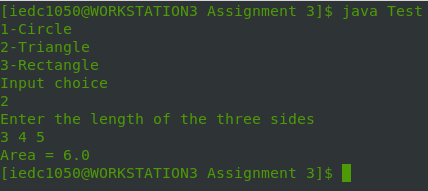 [iedc1050@WORKSTATION3 Assignment 3]$ java Test
1-Circle
2-Triangle
3-Rectangle
Input choice
2
Enter the length of the three sides
3 4 5
Area = 6.0
[iedc1050@WORKSTATION3 Assignment 3]$